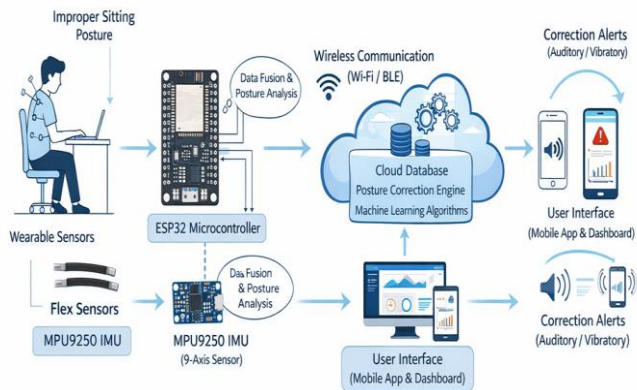 Improper Sitting
Posture
Wearable Sensors
Flex Sensors
MPU9250 IMU
Data Fusion &
Posture Analysis
ESP32 Microcontroller
Data Fusion
& Posture
Analysis
MPU9250 IMU
(9-Axis Sensor)
Wireless Communication
(Wi-Fi / BLE)
Cloud Database
Posture Correction Engine
Machine Learning Algorithms
User Interface
(Mobile App & Dashboard)
Correction Alerts
(Auditory / Vibratory)
User Interface
(Mobile App & Dashboard)
Correction Alerts
(Auditory / Vibratory)